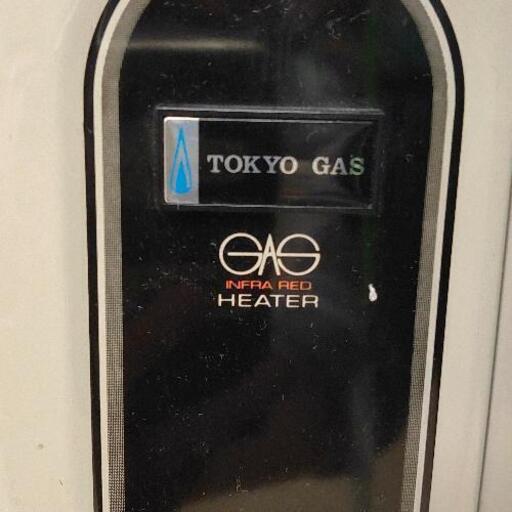 TOKYO GAS
GAS
INFRA RED
HEATER